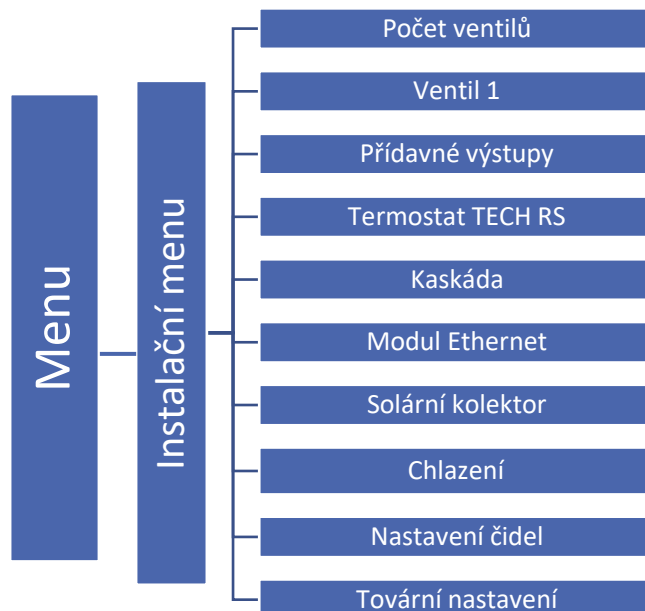 Menu
Instalační menu
Počet ventilů
Ventil 1
Přídavné výstupy
Termostat TECH RS
Kaskáda
Modul Ethernet
Solární kolektor
Chlazení
Nastavení čidel
Tovární nastavení